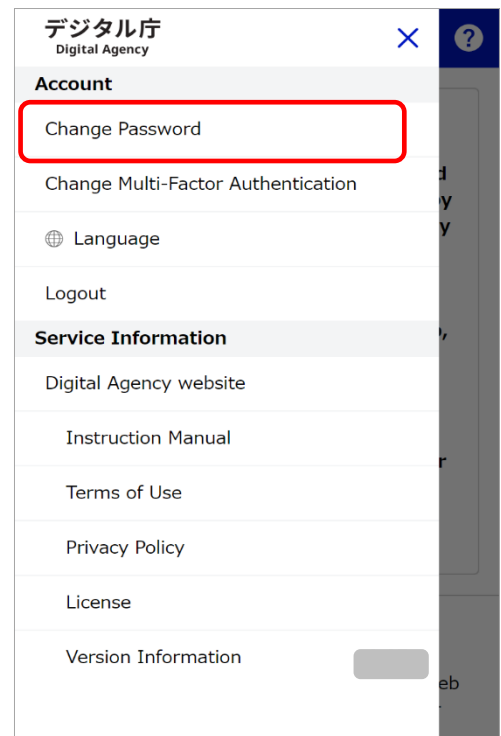 デジタル庁
Digital Agency
?
Account
Change Password
Change Multi-Factor Authentication
Language
Logout
Service Information
Digital Agency website
Instruction Manual
Terms of Use
Privacy Policy
License
Version Information
eb